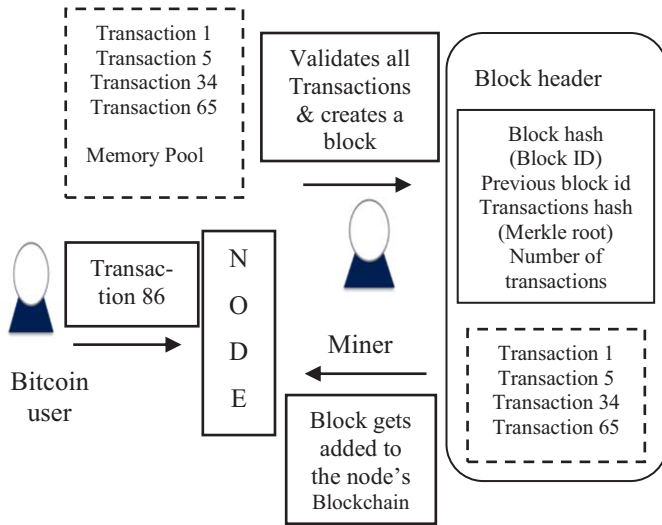 Transaction 1
Transaction 5
Transaction 34
Transaction 65
Memory Pool
Validates all
Transactions
& creates a
block
Block header
Block hash
(Block ID)
Previous block id
Transactions hash
(Merkle root)
Number of
transactions
Transaction 1
Transaction 5
Transaction 34
Transaction 65
Transac-
tion 86
Bitcoin
user
N
O
D
E
Miner
Block gets
added to
the node's
Blockchain